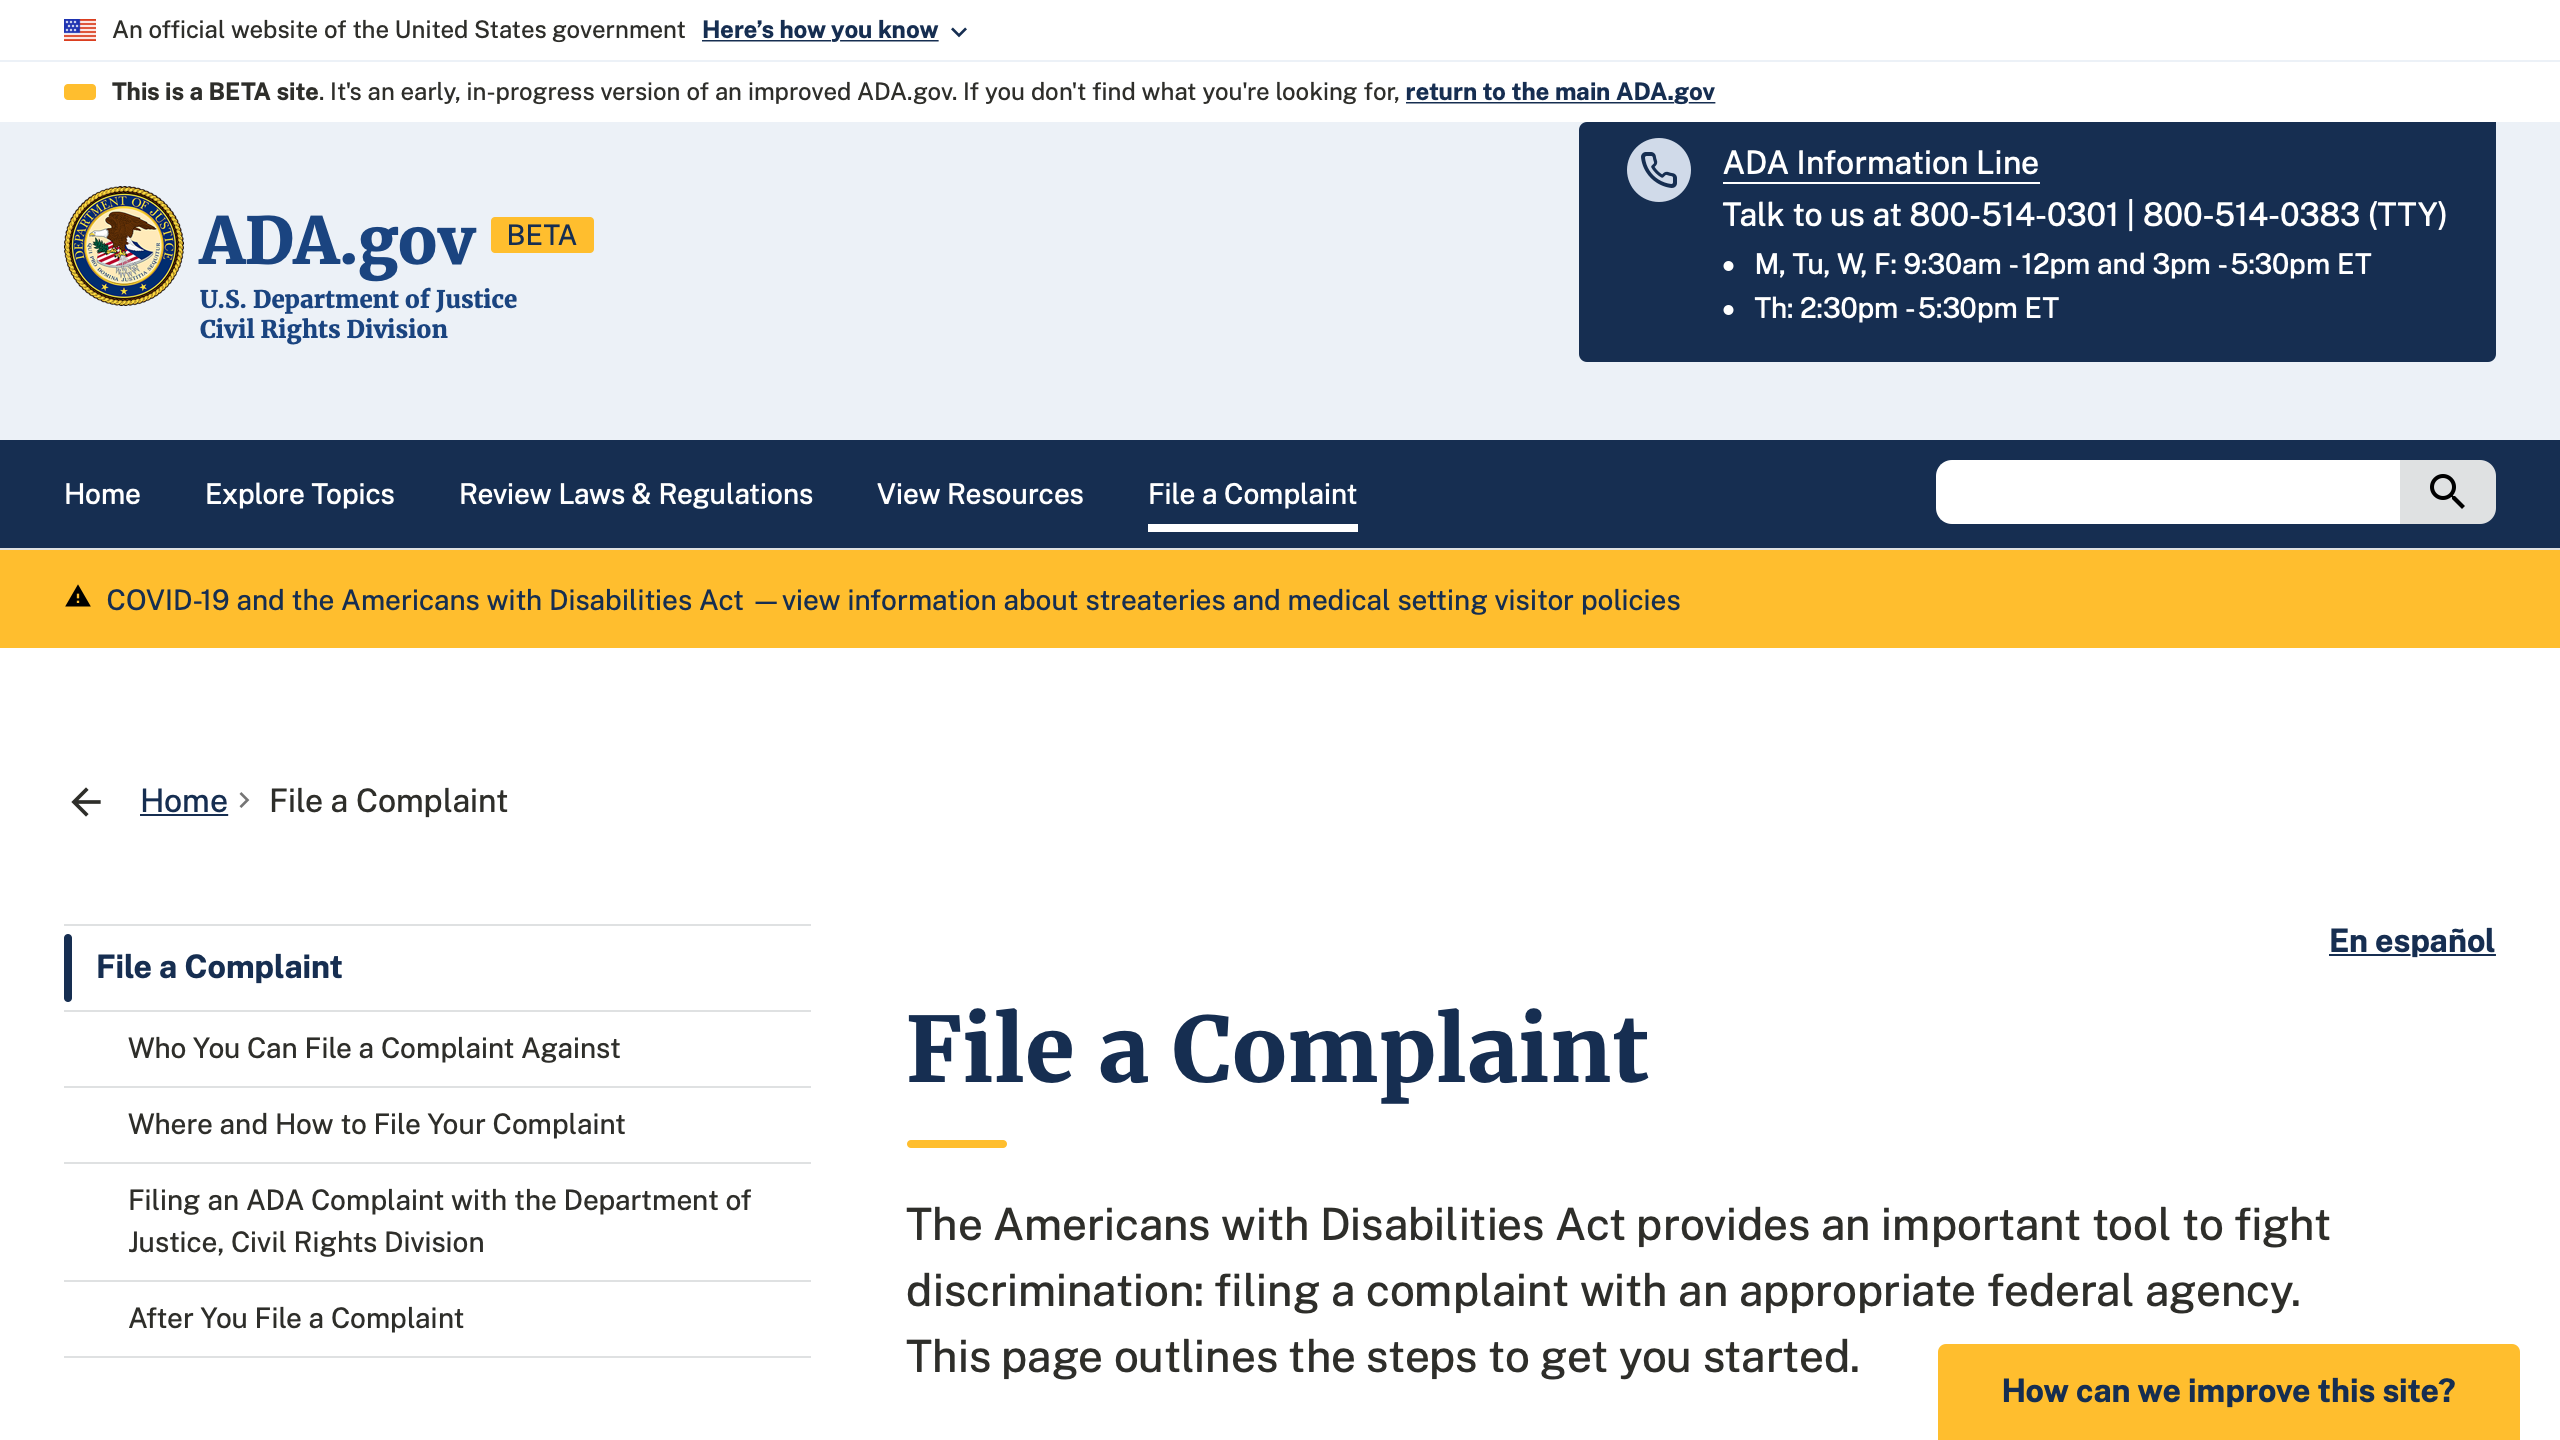 An official website of the United States government Here’s how you know
This is a BETA site. It's an early, in-progress version of an improved ADA.gov. If you don't find what you're looking for, return to the main ADA.gov
ADA.gov BETA
U.S. Department of Justice
Civil Rights Division
ADA Information Line
Talk to us at 800-514-0301 | 800-514-0383 (TTY)
• M, Tu, W, F: 9:30am - 12pm and 3pm - 5:30pm ET
• Th: 2:30pm - 5:30pm ET
Home Explore Topics Review Laws & Regulations View Resources File a Complaint
COVID-19 and the Americans with Disabilities Act — view information about streateries and medical setting visitor policies
Home > File a Complaint
File a Complaint
Who You Can File a Complaint Against
Where and How to File Your Complaint
Filing an ADA Complaint with the Department of
Justice, Civil Rights Division
After You File a Complaint
En español
File a Complaint
The Americans with Disabilities Act provides an important tool to fight
discrimination: filing a complaint with an appropriate federal agency.
This page outlines the steps to get you started.
How can we improve this site?